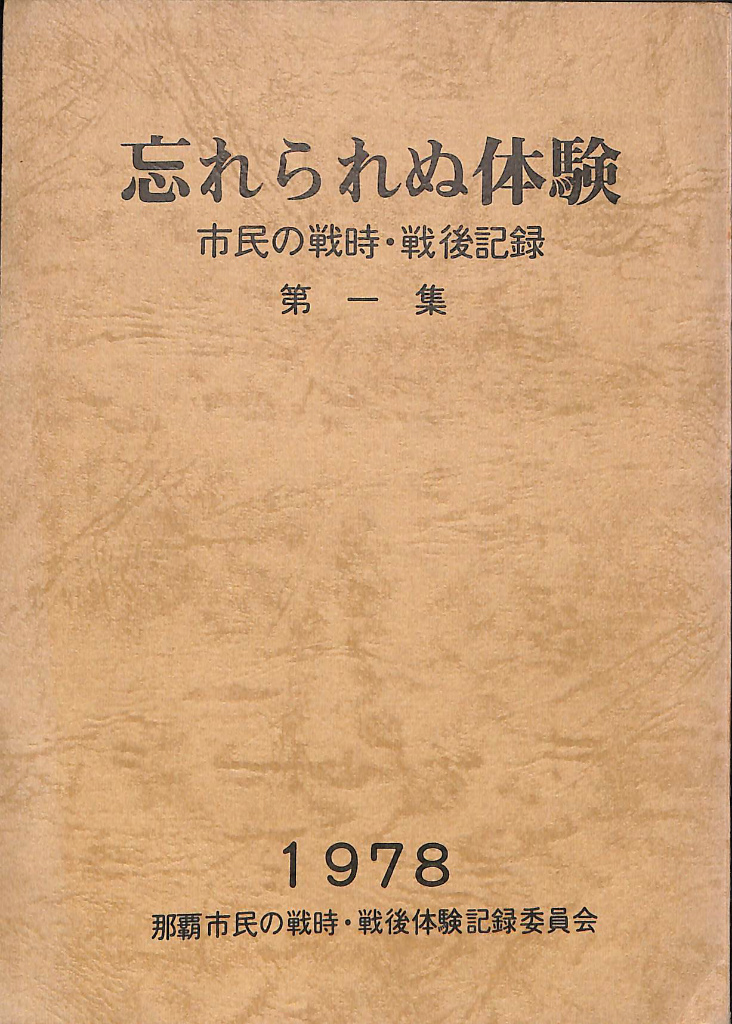 忘れられぬ体験
市民の戦時・戦後記録
第一集
1978
那覇市民の戦時・戦後体験記録委員会